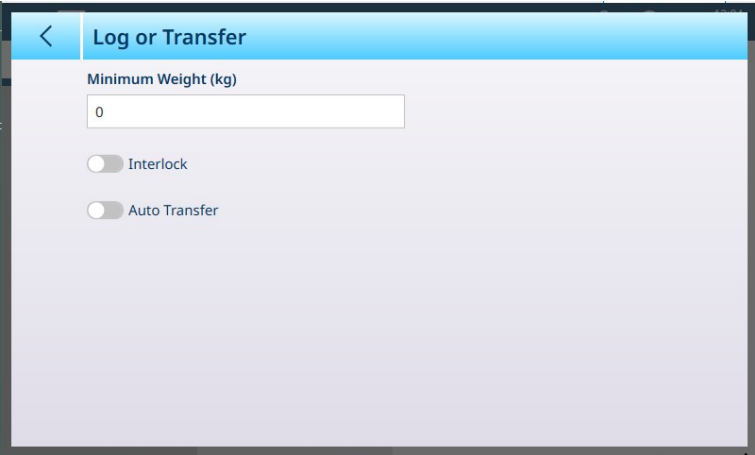 Log or Transfer
Minimum Weight (kg)
0
Interlock
Auto Transfer